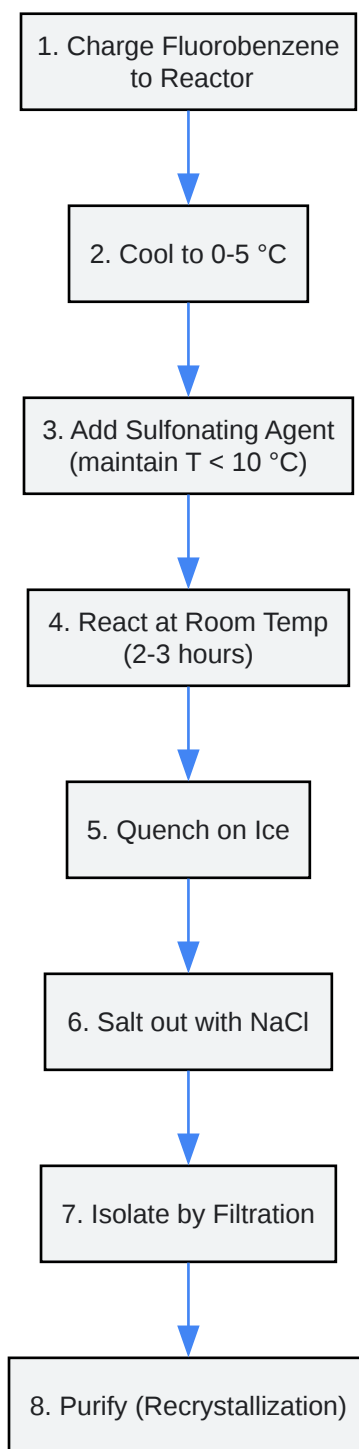 1. Charge Fluorobenzene
to Reactor
2. Cool to 0-5 °C
3. Add Sulfonating Agent
(maintain T < 10 °C)
4. React at Room Temp
(2-3 hours)
5. Quench on Ice
6. Salt out with NaCl
7. Isolate by Filtration
8. Purify (Recrystallization)